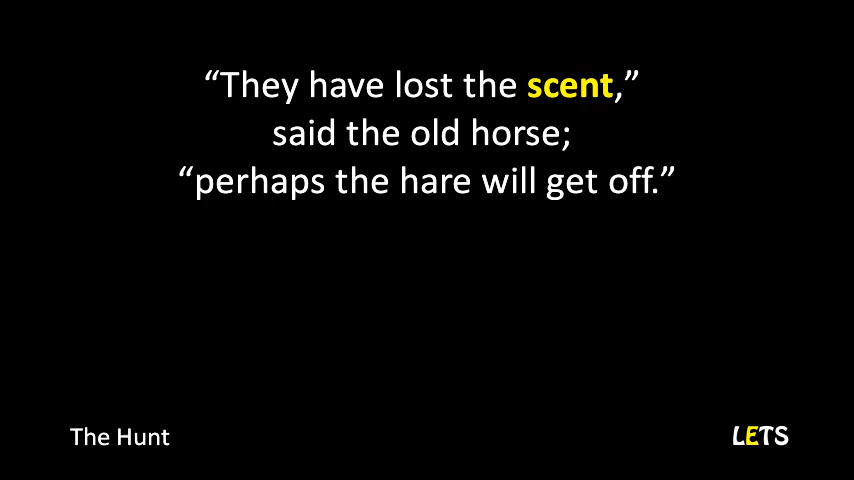 “They have lost the scent,”
said the old horse;
“perhaps the hare will get off.”
The Hunt
LETS